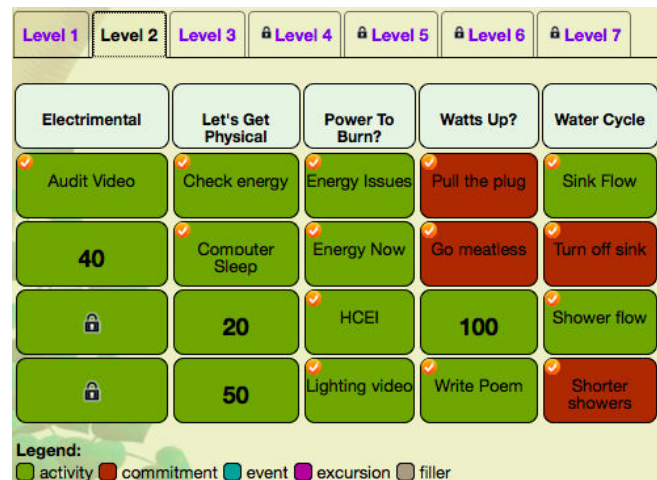 Level 1 Level 2 Level 3 Level 4 Level 5 Level 6 Level 7
Electrimental
Let's Get
Physical
Power To
Burn?
Watts Up?
Water Cycle
Audit Video
Check energy
Energy Issues
Pull the plug
Sink Flow
40
Comouter
Sleep
Energy Now
Go meatless
Turn off sink
20
HCEI
100
Shower flow
50
Lighting video
Write Poem
Shorter
showers
Legend:
activity commitment event excursion filler